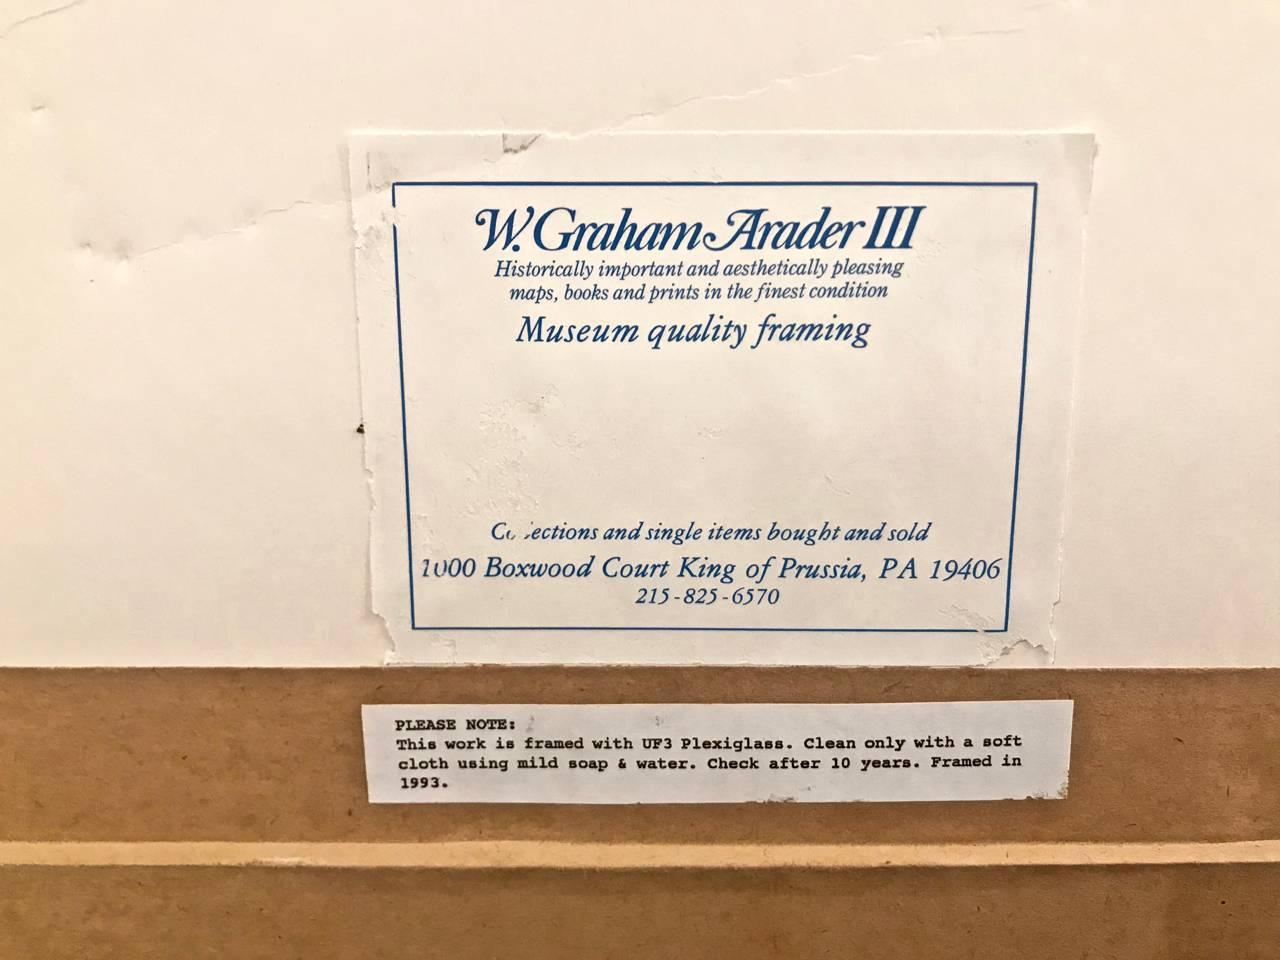 W. Graham Arader III
Historically important and aesthetically pleasing
maps, books and prints in the finest condition
Museum quality framing
and single items bought and sold
1000 Boxwood Court King of Prussia, PA 19406
215-825-6570
PLEASE NOTE:
This work is framed with UF3 Plexiglass. Clean only with a soft
cloth using mild soap & water. Check after 10 years. Framed in
1993.